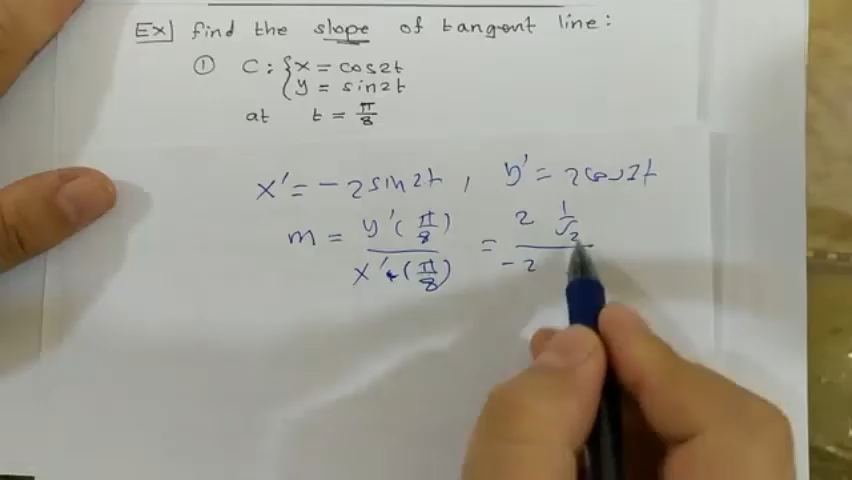 Ex] find the slope of tangent line:
① C: { x = cos2t
y = sin2t
at t = π/8
x' = -2sin2t, y' = 2cos2t
m = y'(π/8) / x'(π/8) = 2 1/√2 / -2